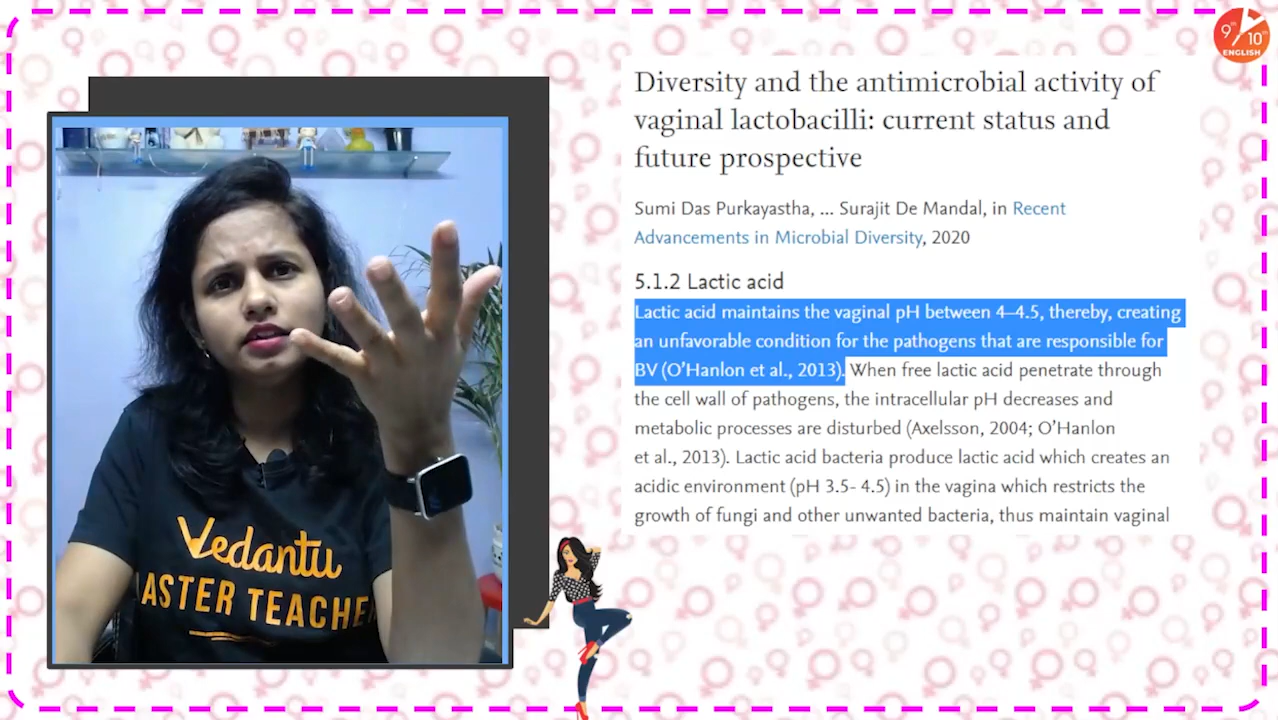 9th
10th
ENGLISH
Diversity and the antimicrobial activity of
vaginal lactobacilli: current status and
future prospective
Sumi Das Purkayastha, ... Surajit De Mandal, in Recent
Advancements in Microbial Diversity, 2020
5.1.2 Lactic acid
Lactic acid maintains the vaginal pH between 4–4.5, thereby, creating
an unfavorable condition for the pathogens that are responsible for
BV (O'Hanlon et al., 2013). When free lactic acid penetrate through
the cell wall of pathogens, the intracellular pH decreases and
metabolic processes are disturbed (Axelsson, 2004; O'Hanlon
et al., 2013). Lactic acid bacteria produce lactic acid which creates an
acidic environment (pH 3.5- 4.5) in the vagina which restricts the
growth of fungi and other unwanted bacteria, thus maintain vaginal
Vedantu
ASTER TEACHE